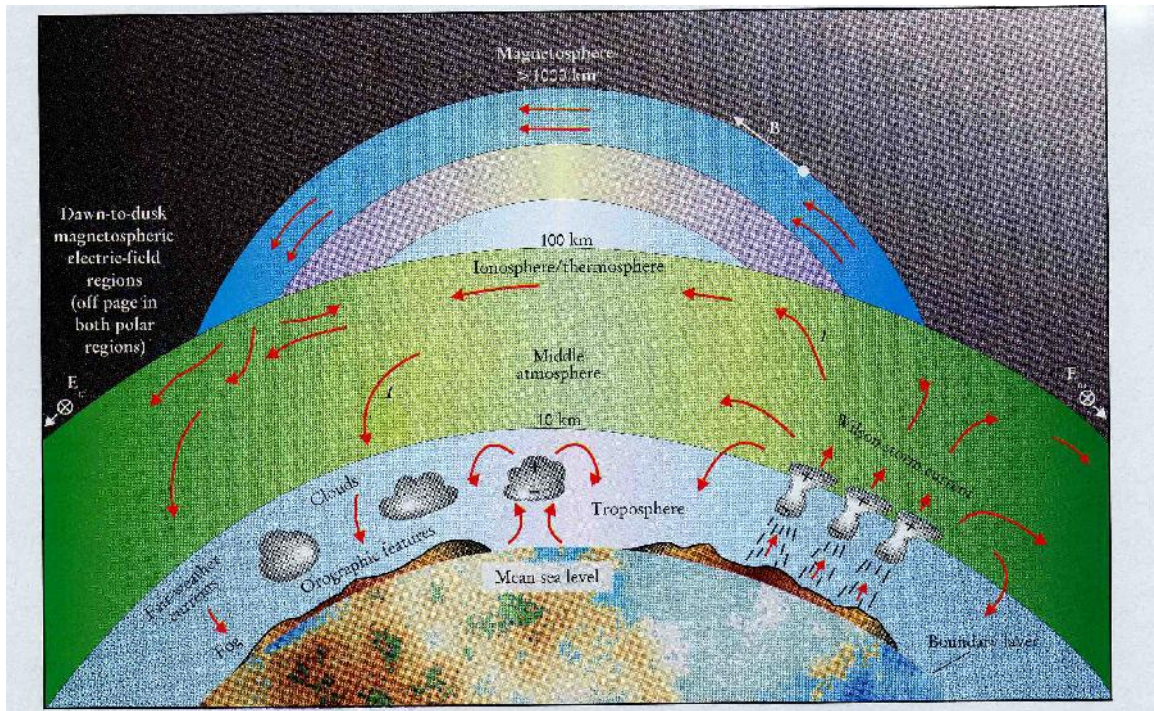 Magnetosphere
>1000 km
B
Dawn-to-dusk
magnetospheric
electric-field
regions
(off page in
both polar
regions)
100 km
Ionosphere/thermosphere
I
Middle
atmosphere
E
E
I
10 km
Wilson storm current
Clouds
+
−
Troposphere
Orographic features
Fair-weather
currents
Mean sea level
Fog
Boundary layer